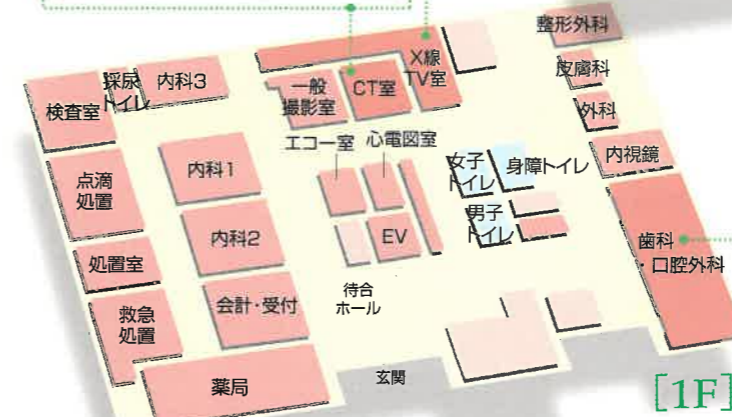 整形外科
X線
TV室
皮膚科
採尿
トイレ
内科3
検査室
一般
撮影室
CT室
外科
エコー室
心電図室
内視鏡
女子
トイレ
身障トイレ
内科1
点滴
処置
男子
トイレ
内科2
EV
歯科
・口腔外科
処置室
待合
ホール
会計・受付
救急
処置
薬局
玄関
[1F]